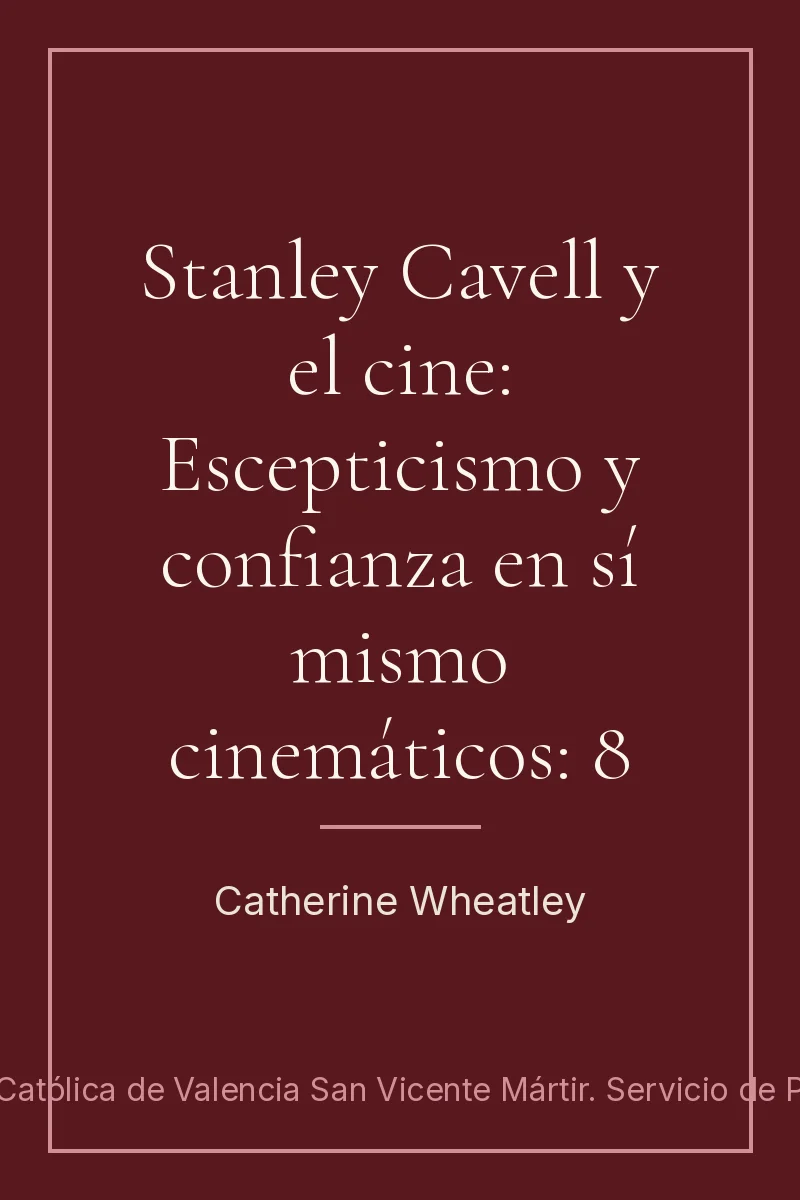 Stanley Cavell y
el cine:
Escepticismo y
confianza en sí
mismo
cinemáticos: 8
Catherine Wheatley
Católica de Valencia San Vicente Mártir. Servicio de P